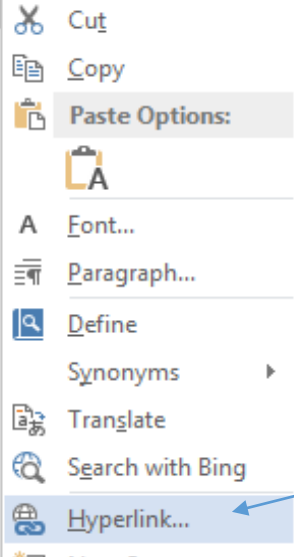 Cut
Copy
Paste Options:
A
A Font...
Paragraph...
Define
Synonyms
Translate
Search with Bing
Hyperlink...